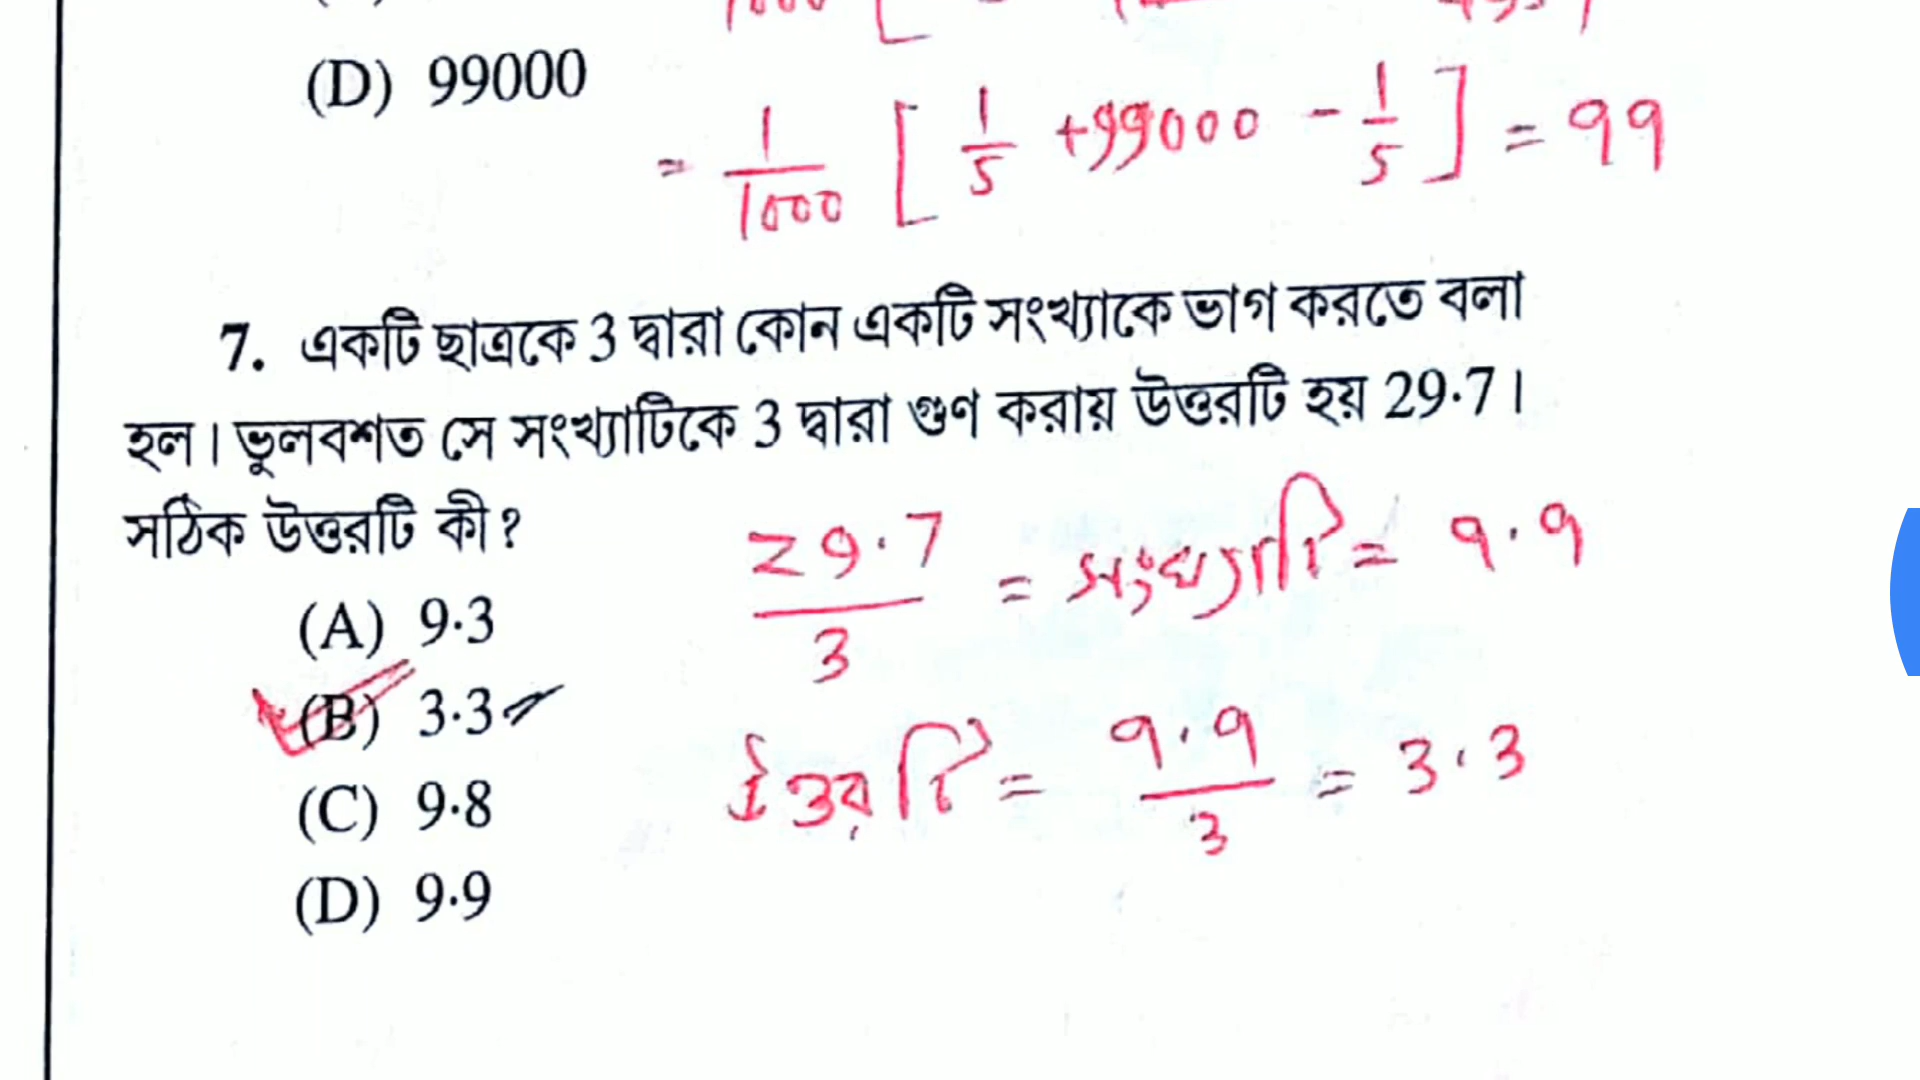 (D) 99000
= 1/1000 [ 1/5 +99000 - 1/5 ] = 99
7. একটি ছাত্রকে 3 দ্বারা কোন একটি সংখ্যাকে ভাগ করতে বলা
হল। ভুলবশত সে সংখ্যাটিকে 3 দ্বারা গুণ করায় উত্তরটি হয় 29·7।
সঠিক উত্তরটি কী?
29.7/3 = সংখ্যাটি = 9.9
(A) 9·3
(B) 3·3
উত্তরটি = 9.9/3 = 3.3
(C) 9·8
(D) 9·9